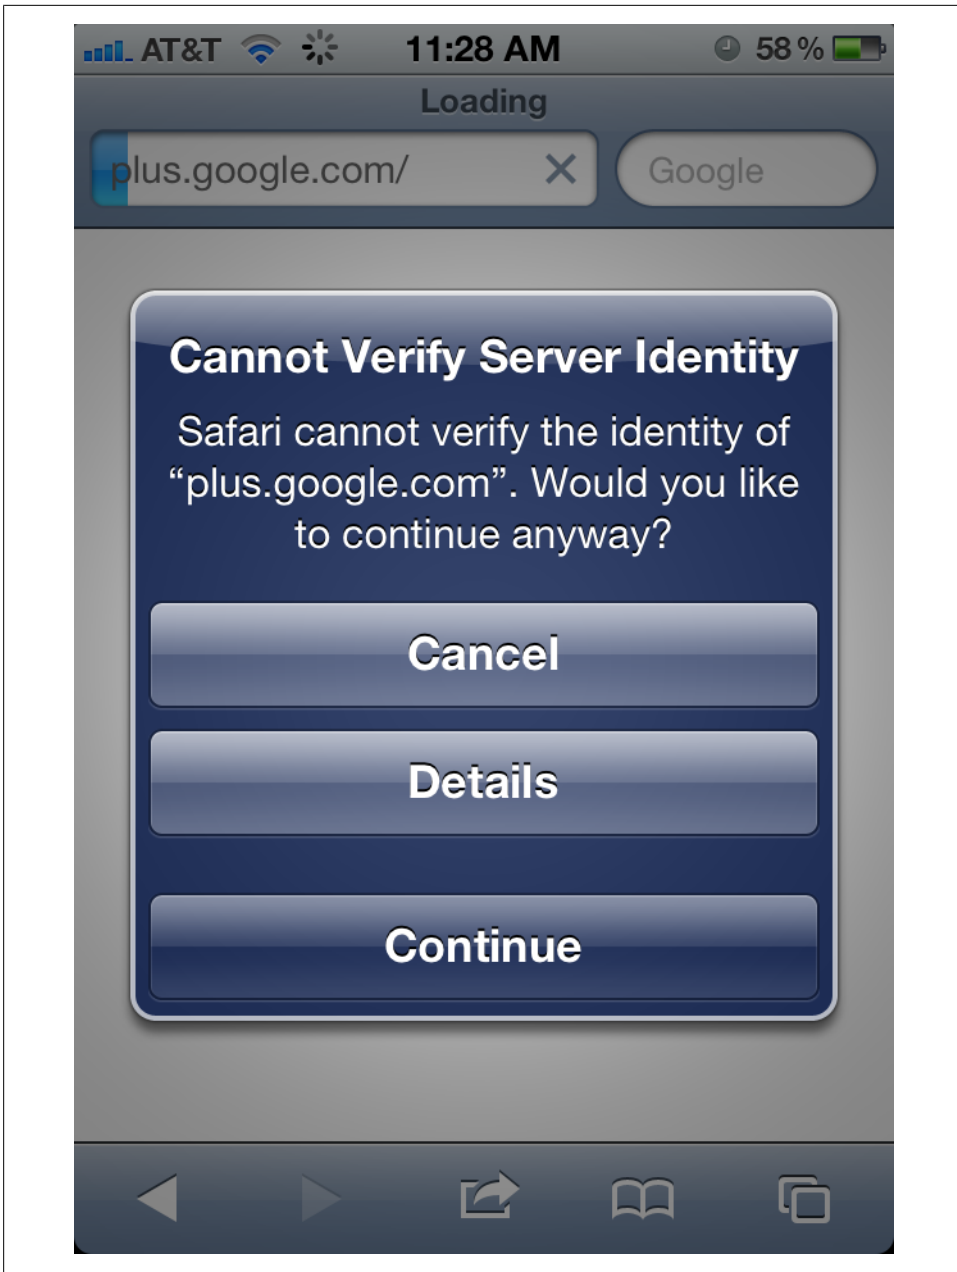 AT&T 11:28 AM 58 %
Loading
plus.google.com/ Google
Cannot Verify Server Identity
Safari cannot verify the identity of
“plus.google.com”. Would you like
to continue anyway?
Cancel
Details
Continue